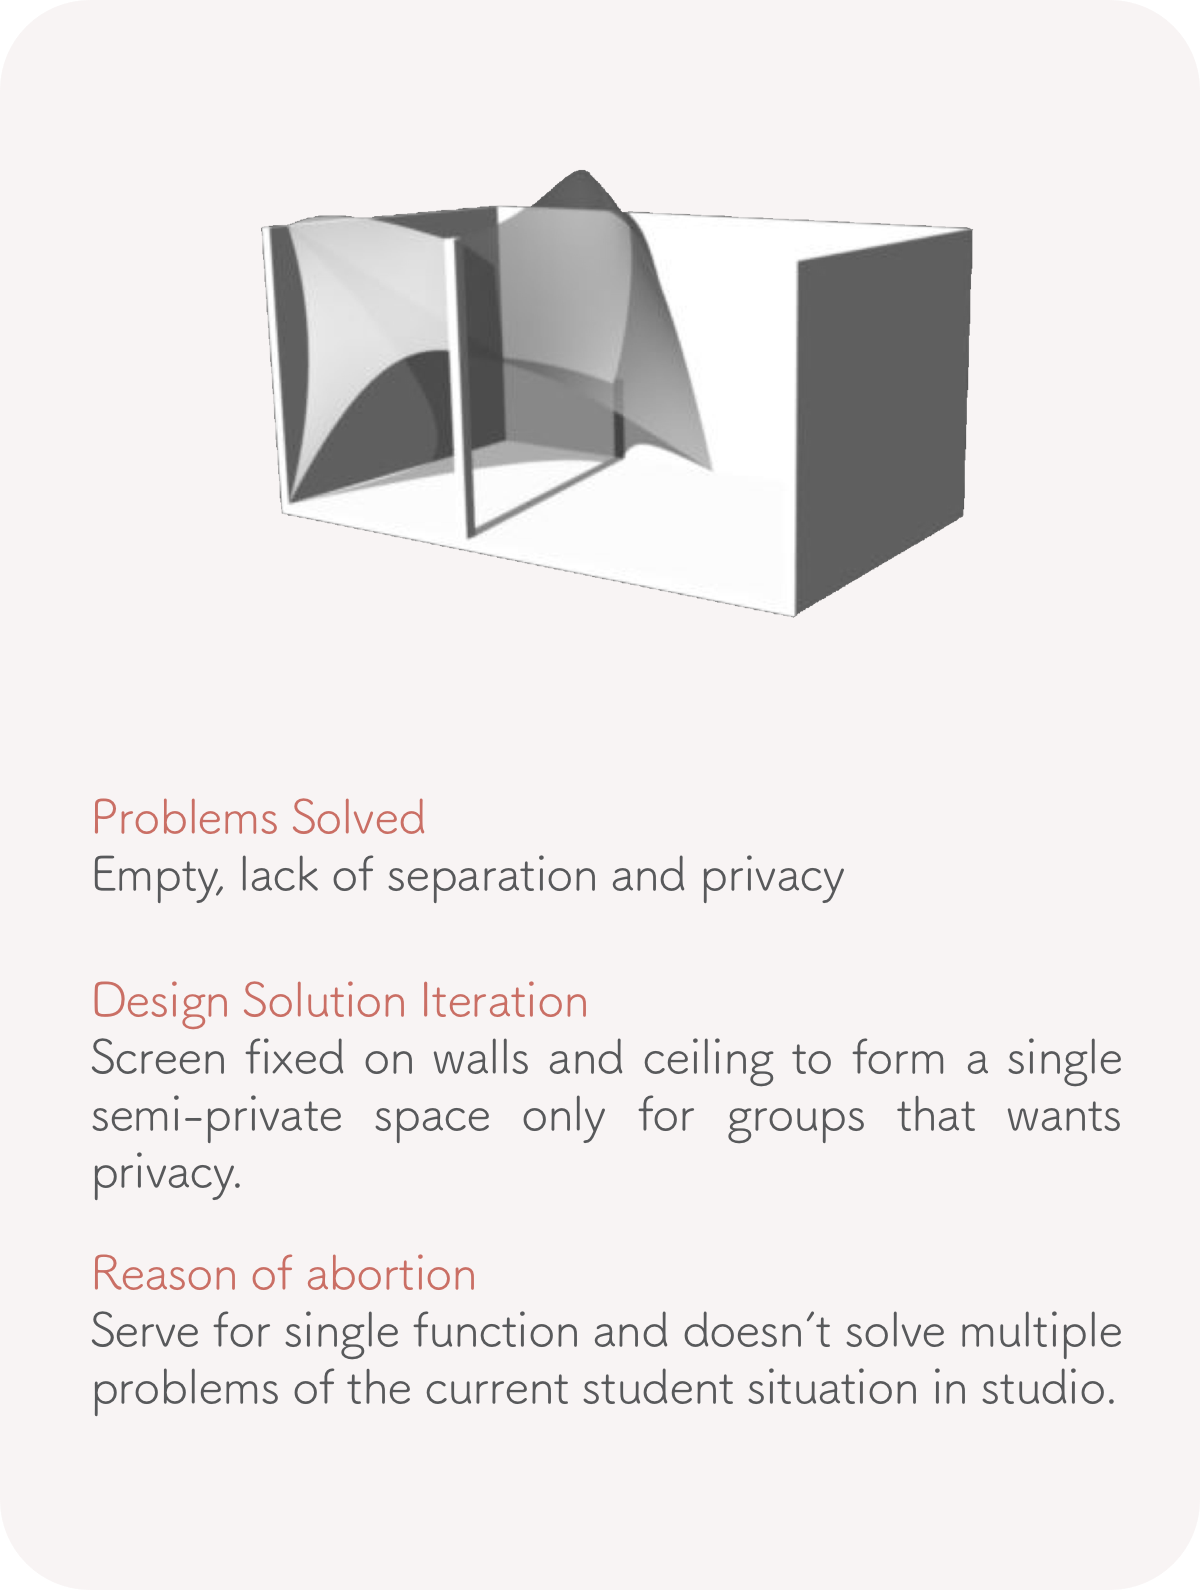 Problems Solved
Empty, lack of separation and privacy
Design Solution Iteration
Screen fixed on walls and ceiling to form a single
semi-private space only for groups that wants
privacy.
Reason of abortion
Serve for single function and doesn't solve multiple
problems of the current student situation in studio.